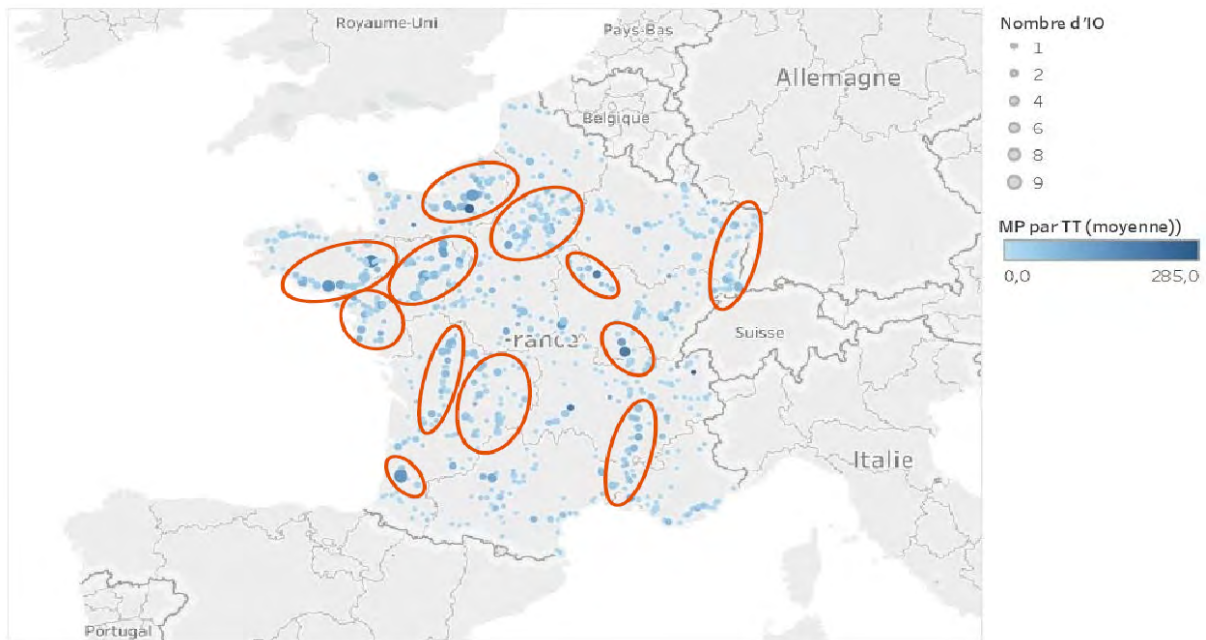 Royaume-Uni
Pays-Bas
Allemagne
Belgique
Suisse
France
Italie
Portugal
Nombre d'IO
1
2
4
6
8
9
MP par TT (moyenne))
0,0 285,0